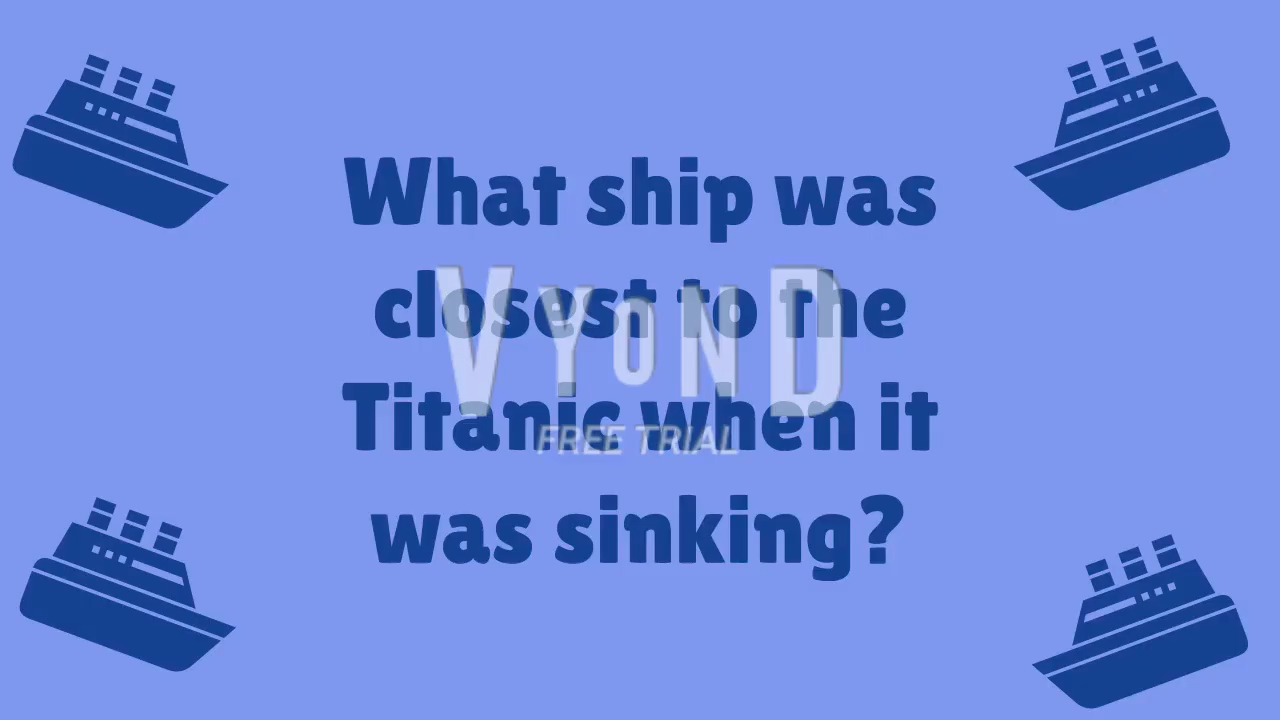 What ship was
closest to the
Titanic when it
was sinking?
VYOND
FREE TRIAL